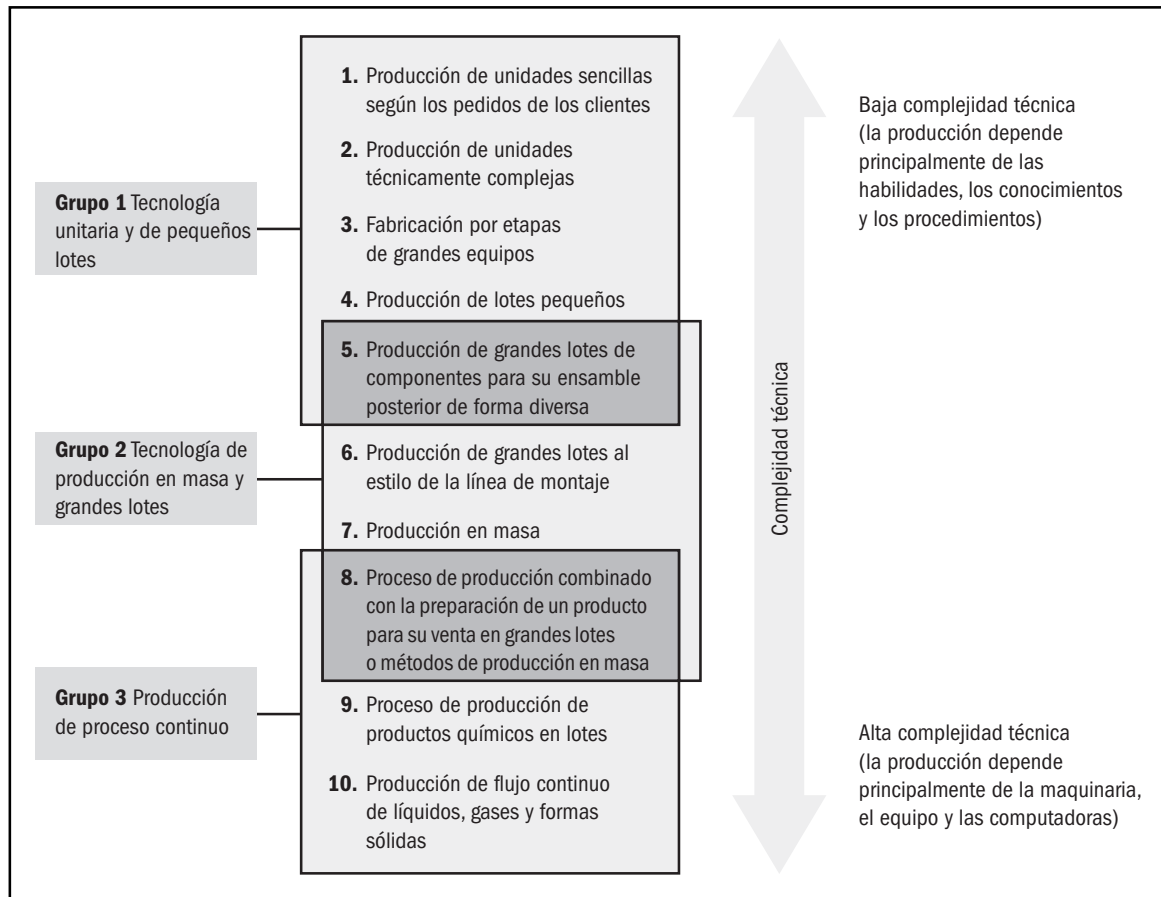 1. Producción de unidades sencillas
según los pedidos de los clientes
2. Producción de unidades
técnicamente complejas
3. Fabricación por etapas
de grandes equipos
4. Producción de lotes pequeños
5. Producción de grandes lotes de
componentes para su ensamble
posterior de forma diversa
6. Producción de grandes lotes al
estilo de la línea de montaje
7. Producción en masa
8. Proceso de producción combinado
con la preparación de un producto
para su venta en grandes lotes
o métodos de producción en masa
9. Proceso de producción de
productos químicos en lotes
10. Producción de flujo continuo
de líquidos, gases y formas
sólidas
Grupo 1 Tecnología
unitaria y de pequeños
lotes
Grupo 2 Tecnología de
producción en masa y
grandes lotes
Grupo 3 Producción
de proceso continuo
Complejidad técnica
Baja complejidad técnica
(la producción depende
principalmente de las
habilidades, los conocimientos
y los procedimientos)
Alta complejidad técnica
(la producción depende
principalmente de la maquinaria,
el equipo y las computadoras)